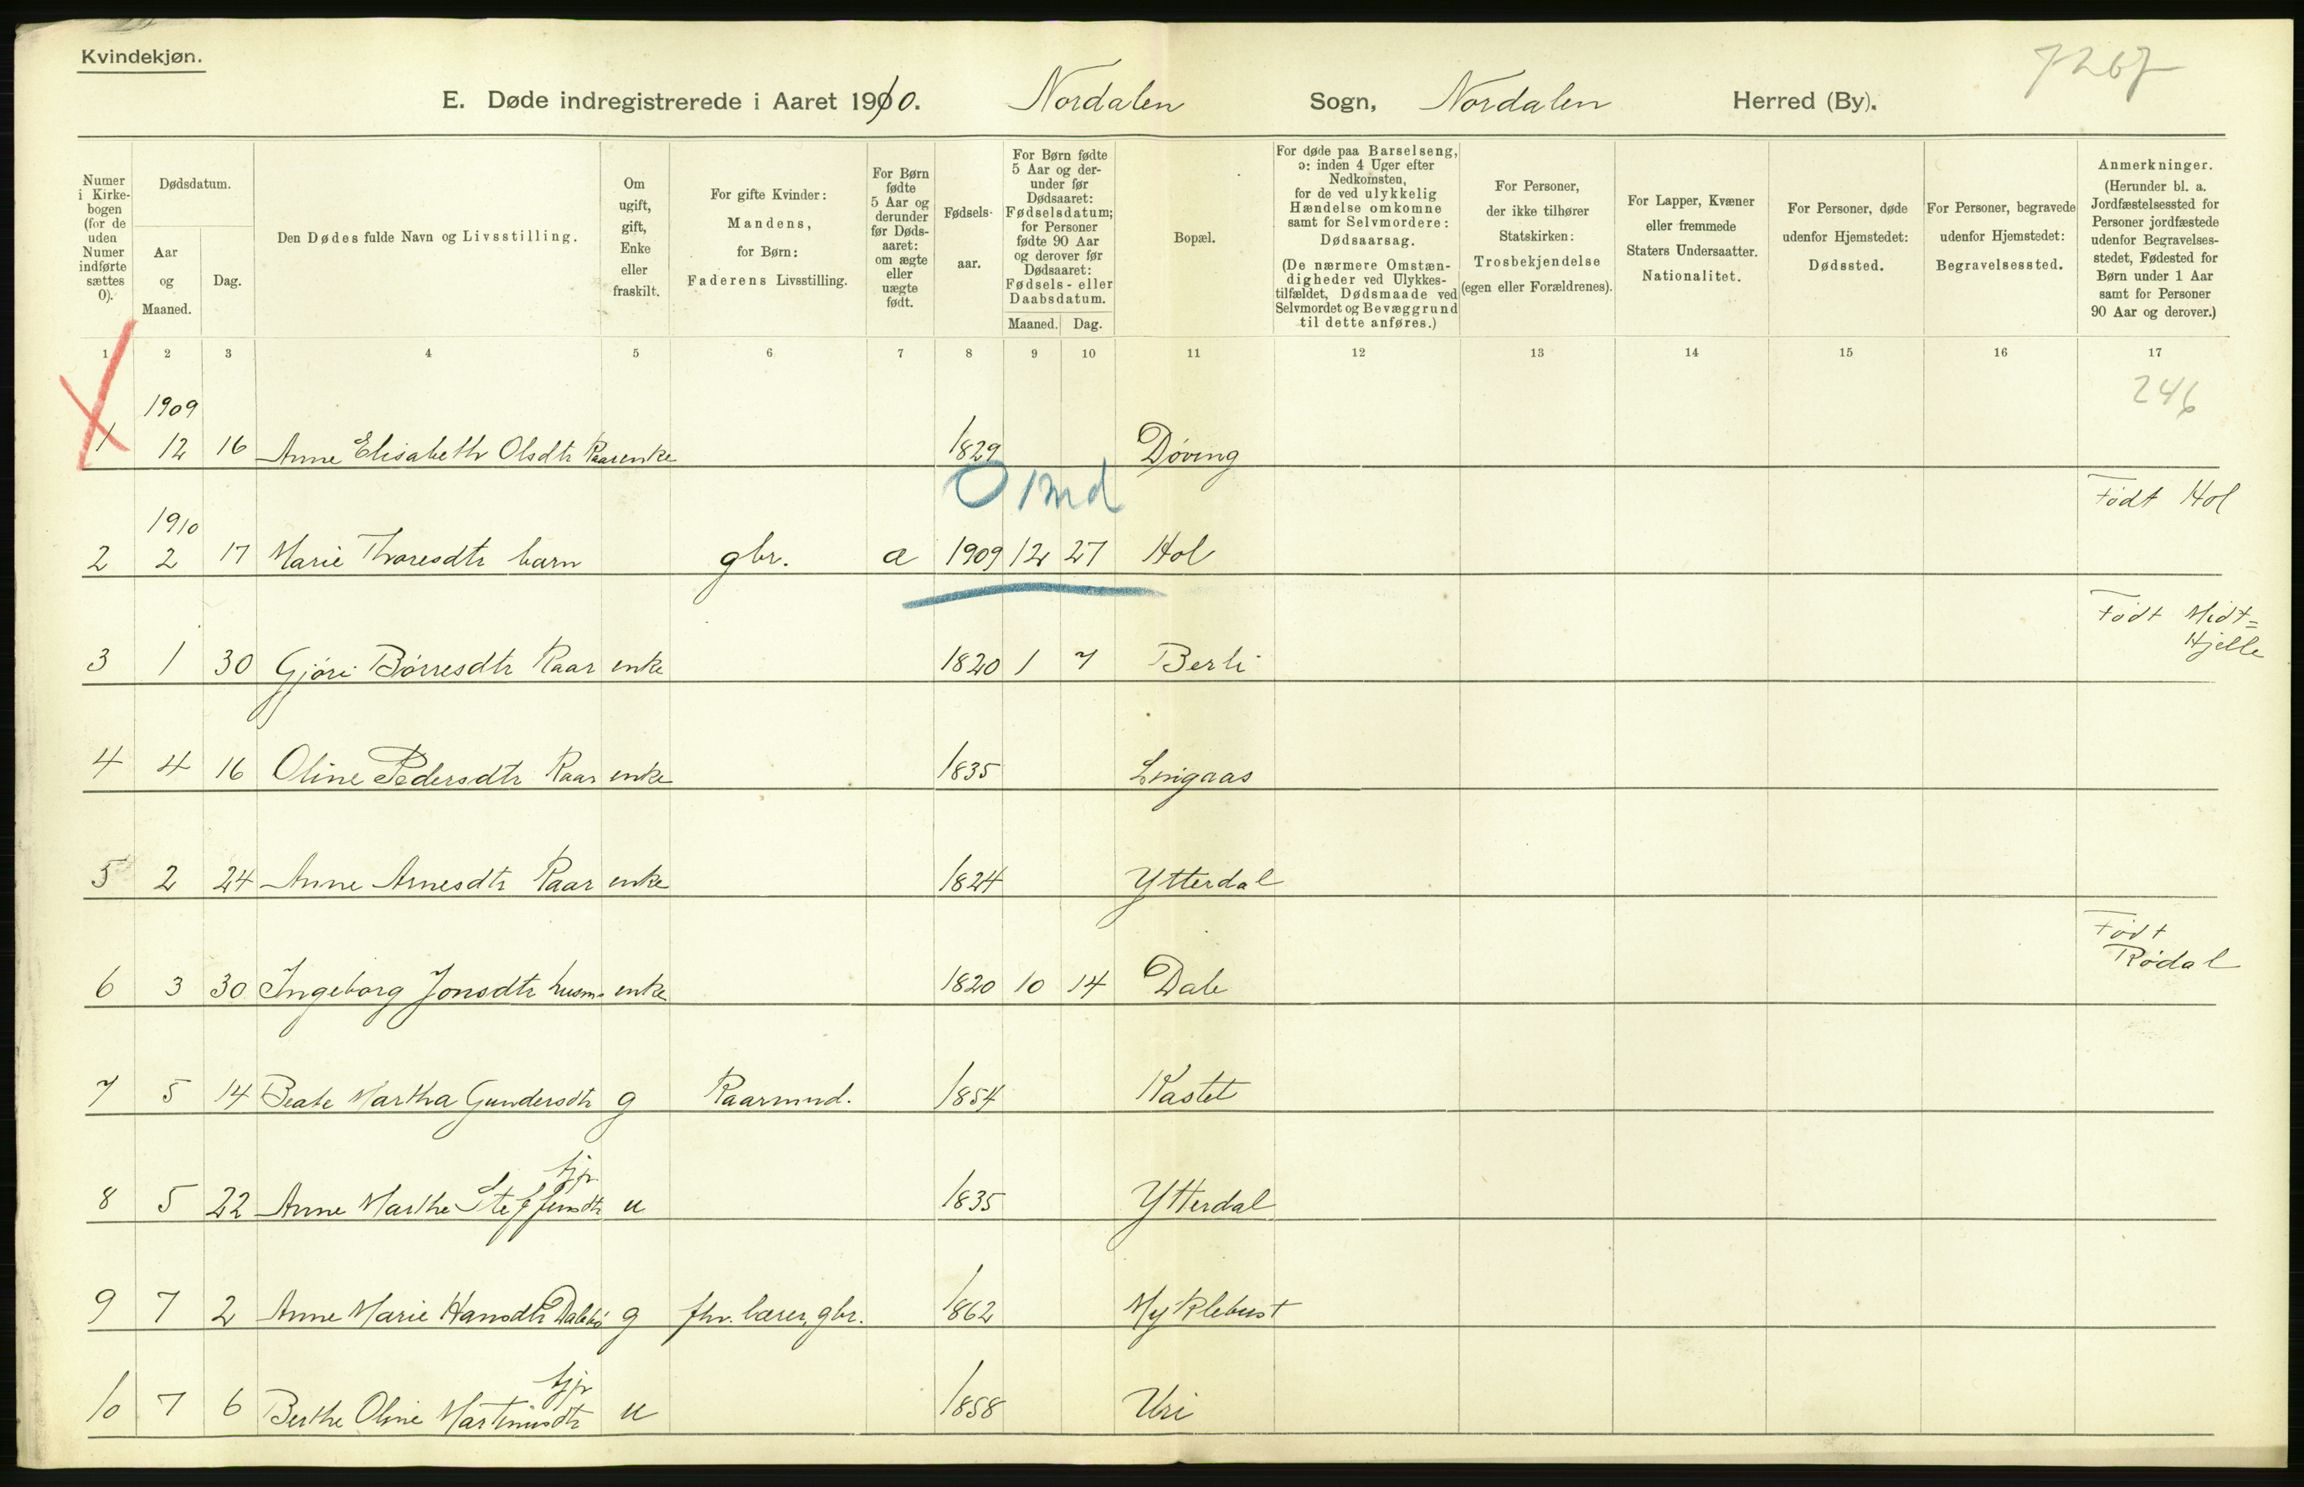 Kvindekjøn.
7267
E. Døde indregistrerede i Aaret 1910. Nordalen Sogn, Nordalen Herred (By).
Numer i Kirkebogen (for de uden Numer indførte sættes 0).
Dødsdatum.
Aar og Maaned.
Dag.
Den Dødes fulde Navn og Livsstilling.
Om ugift, gift, Enke eller fraskilt.
For gifte Kvinder: Mandens, for Børn: Faderens Livsstilling.
For Børn fødte 5 Aar og derunder før Dødsaaret: om ægte eller uægte født.
Fødselsaar.
For Børn fødte 5 Aar og derunder før Dødsaaret: Fødselsdatum; for Personer fødte 90 Aar og derover før Dødsaaret: Fødsels- eller Daabsdatum.
Maaned. Dag.
Bopæl.
For døde paa Barselseng, ɔ: inden 4 Uger efter Nedkomsten, for de ved ulykkelig Hændelse omkomne samt for Selvmordere: Dødsaarsag. (De nærmere Omstændigheder ved Ulykkestilfældet, Dødsmaade ved Selvmordet og Bevæggrund til dette anføres.)
For Personer, der ikke tilhører Statskirken: Trosbekjendelse (egen eller Forældrenes).
For Lapper, Kvæner eller fremmede Staters Undersaatter. Nationalitet.
For Personer, døde udenfor Hjemstedet: Dødssted.
For Personer, begravede udenfor Hjemstedet: Begravelsessted.
Anmerkninger. (Herunder bl. a. Jordfæstelsessted for Personer jordfæstede udenfor Begravelsesstedet, Fødested for Børn under 1 Aar samt for Personer 90 Aar og derover.)
1 2 3 4 5 6 7 8 9 10 11 12 13 14 15 16 17
246
1909
1 12 16 Anne Elisabeth Olsdtr Kaarenke 1829 Døving
0 1md
Født Hol
1910
2 2 17 Marie Thoresdtr barn gbr. a 1909 12 27 Hol
Født Midt=
Hjelle
3 1 30 Gjøri Børresdtr Kaar enke 1820 1 7 Berli
4 4 16 Oline Pedersdtr Kaar enke 1835 Lingaas
5 2 24 Anne Arnesdtr Kaar enke 1824 Ytterdal
Født
Rødal
6 3 30 Ingeborg Jonsdtr husm. enke 1820 10 14 Dale
7 5 14 Beate Martha Gundersdtr g Kaarmnd. 1854 Kastet
tjp
8 5 22 Anne Marthe Steffensdtr u 1835 Ytterdal
9 7 2 Anne Marie Hansdtr Dalebø g fhv. lærer, gbr. 1862 Myklebust
tjp
10 7 6 Berthe Oline Martinusdtr u 1858 Uri